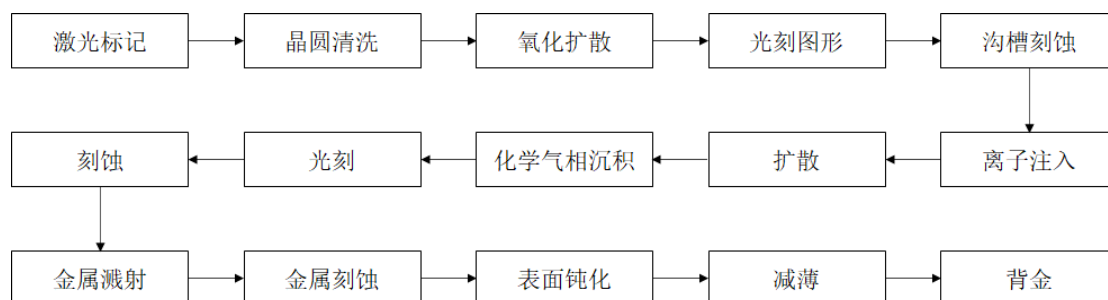 激光标记
晶圆清洗
氧化扩散
光刻图形
沟槽刻蚀
离子注入
扩散
化学气相沉积
光刻
刻蚀
金属溅射
金属刻蚀
表面钝化
减薄
背金